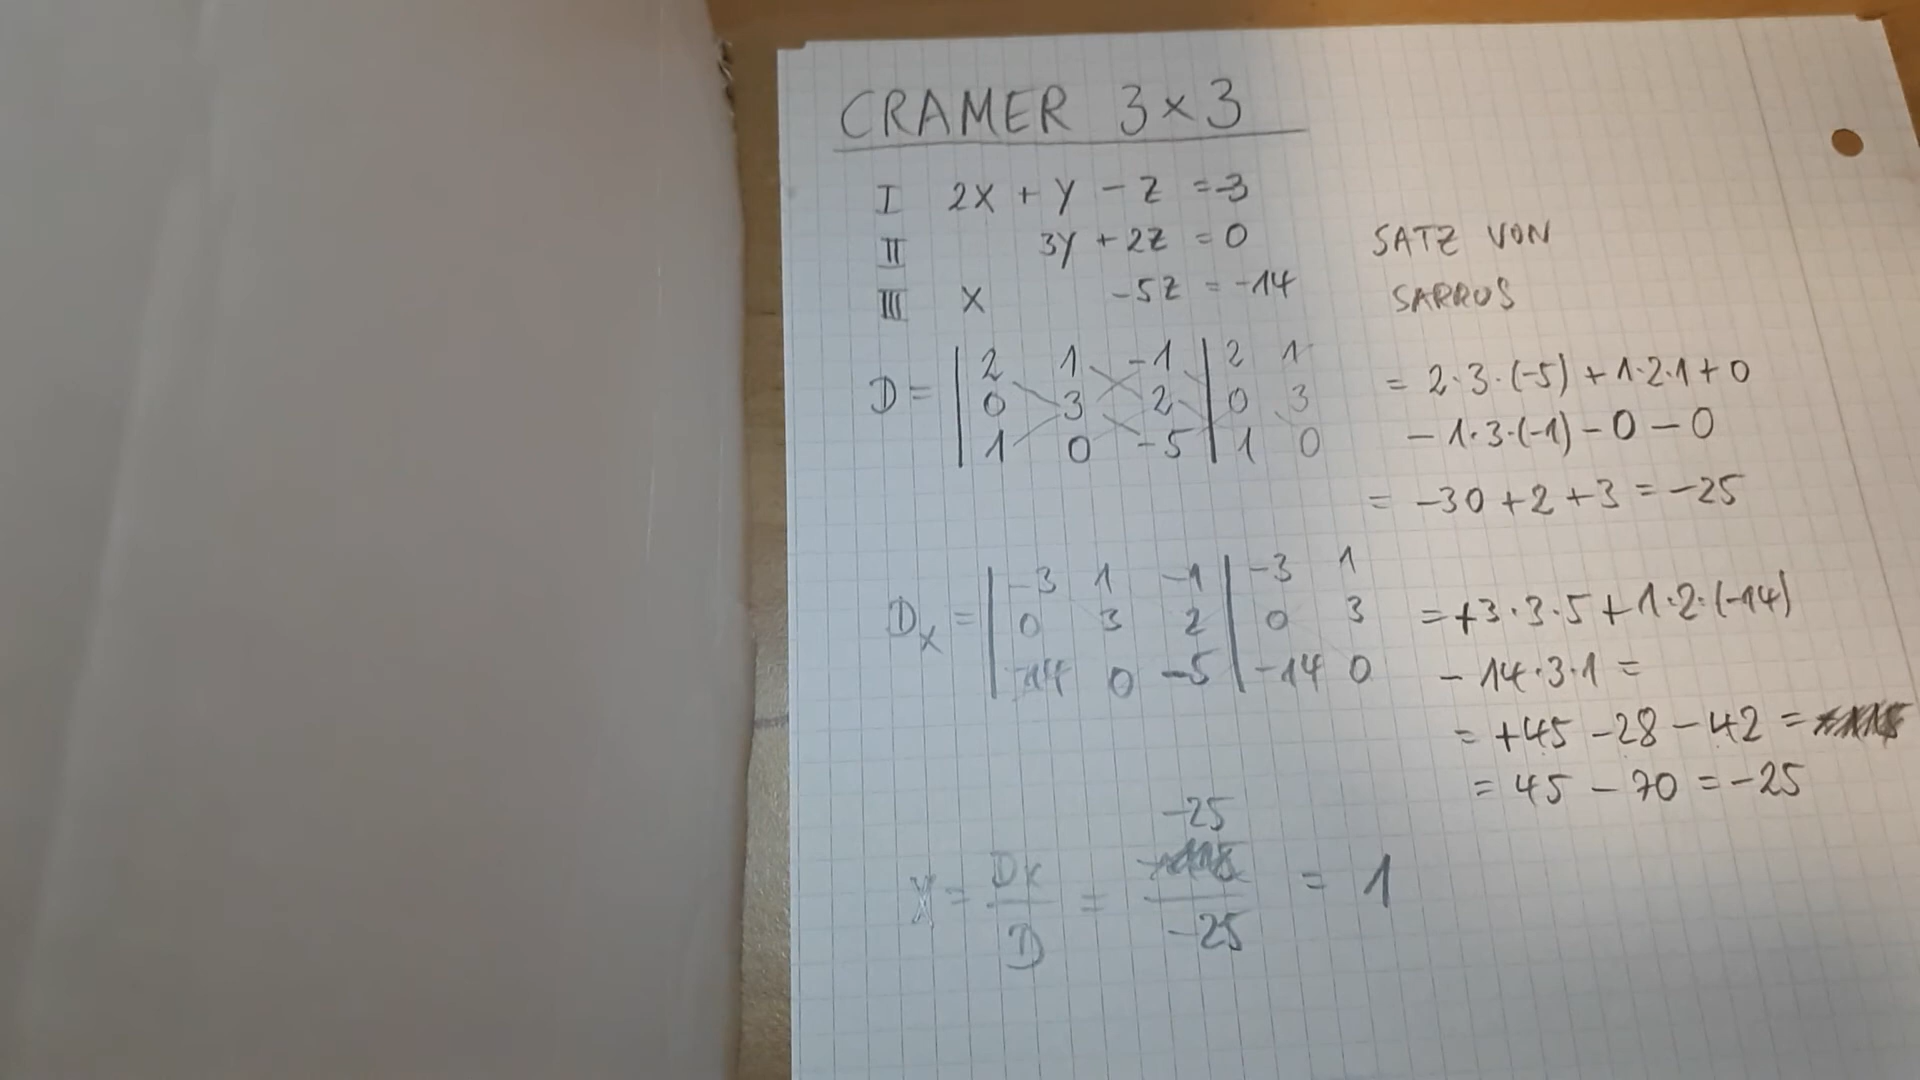 CRAMER 3x3
I 2x + y - z = -3
II 3y + 2z = 0
III x -5z = -14
SATZ VON
SARRUS
D = | 2 1 -1 | 2 1
0 3 2 | 0 3
1 0 -5 | 1 0
= 2·3·(-5) + 1·2·1 + 0
- 1·3·(-1) - 0 - 0
= -30 + 2 + 3 = -25
Dx = | -3 1 -1 | -3 1
0 3 2 | 0 3
-14 0 -5 | -14 0
= +3·3·5 + 1·2·(-14)
- 14·3·1 =
= +45 - 28 - 42 =
= 45 - 70 = -25
-25
x = Dx / D = / -25 = 1